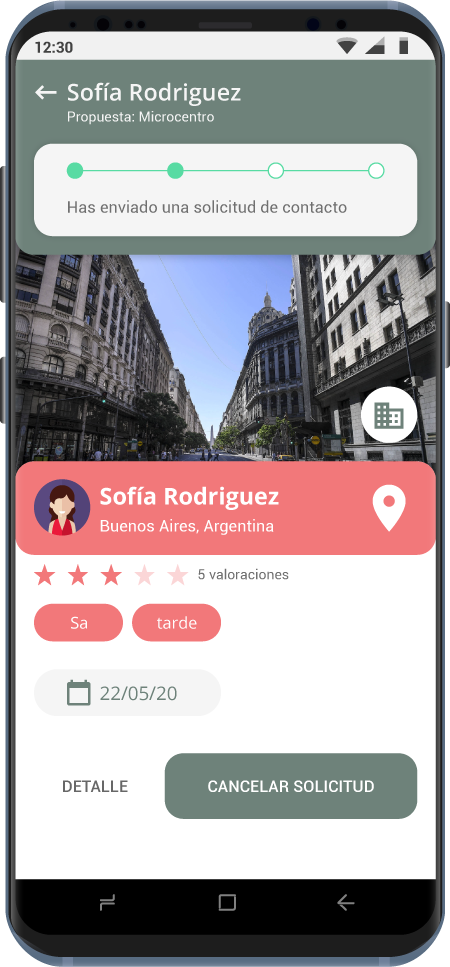 12:30
Sofía Rodriguez
Propuesta: Microcentro
Has enviado una solicitud de contacto
Sofía Rodriguez
Buenos Aires, Argentina
5 valoraciones
Sa
tarde
22/05/20
DETALLE
CANCELAR SOLICITUD